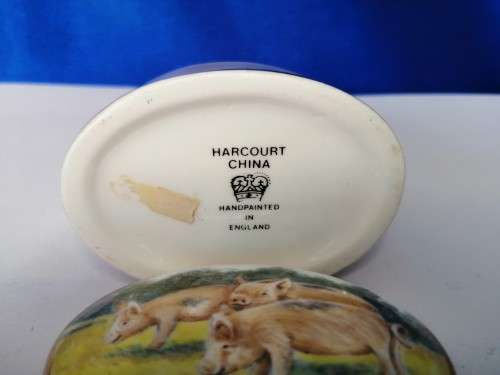 HARCOURT
CHINA
HANDPAINTED
IN
ENGLAND